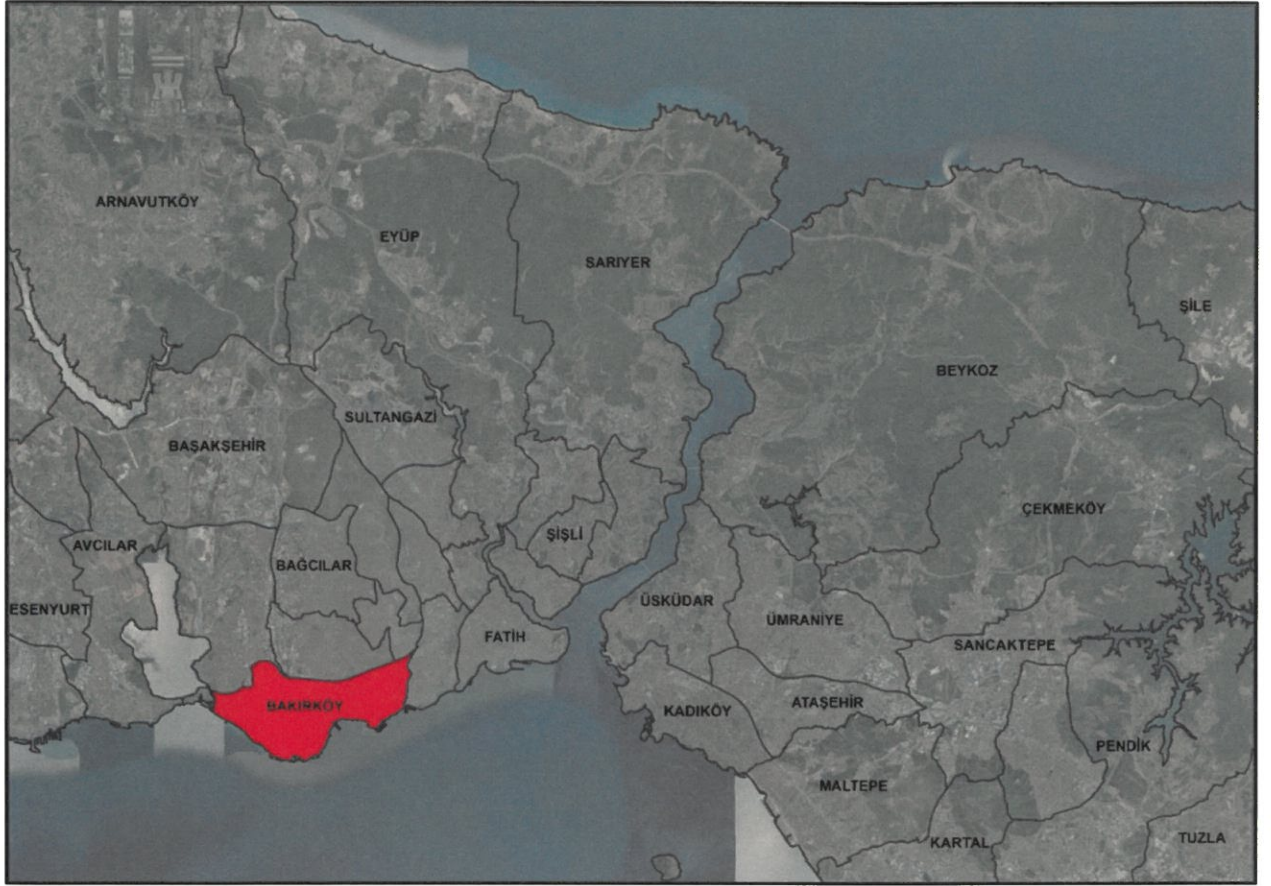 ARNAVUTKÖY
EYÜP
SARIYER
ŞİLE
BEYKOZ
SULTANGAZİ
BAŞAKŞEHİR
ÇEKMEKÖY
ŞİŞLİ
AVCILAR
BAĞCILAR
ÜSKÜDAR
ESENYURT
ÜMRANİYE
FATİH
SANCAKTEPE
ATAŞEHİR
BAKIRKÖY
KADIKÖY
PENDİK
MALTEPE
TUZLA
KARTAL